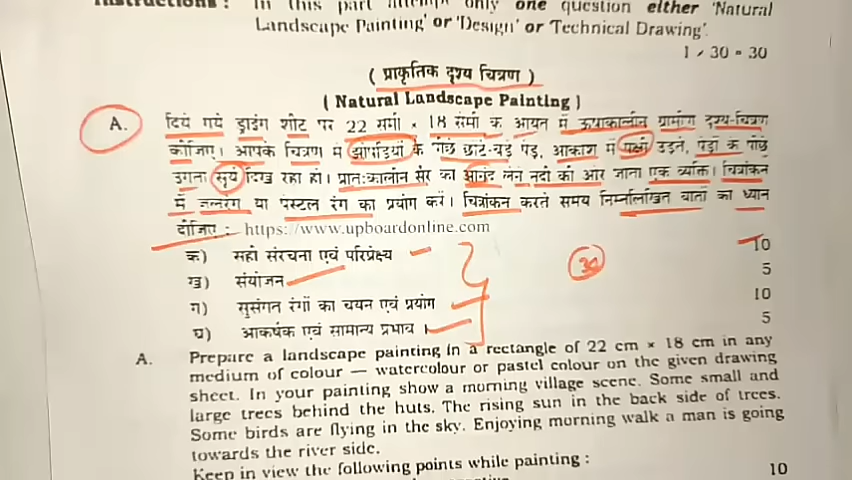 Instructions : In this part attempt only one question either 'Natural
Landscape Painting' or 'Design' or 'Technical Drawing'.
1 × 30 = 30
( प्राकृतिक दृश्य चित्रण )
( Natural Landscape Painting )
A. दिये गये ड्राइंग शीट पर 22 सेमी × 18 सेमी के आयत में ऊषाकालीन ग्रामीण दृश्य-चित्रण
कीजिए। आपके चित्रण में झोपड़ियों के पीछे छोटे-बड़े पेड़, आकाश में पक्षी उड़ते, पेड़ों के पीछे
उगता सूर्य दिख रहा हो। प्रातःकालीन सैर का आनंद लेने नदी की ओर जाता एक व्यक्ति। चित्रांकन
में जलरंग या पेस्टल रंग का प्रयोग करें। चित्रांकन करते समय निम्नलिखित बातों का ध्यान
दीजिए : https://www.upboardonline.com
क) सही संरचना एवं परिप्रेक्ष्य 10
ख) संयोजन 30 5
ग) सुसंगत रंगों का चयन एवं प्रयोग 10
घ) आकर्षक एवं सामान्य प्रभाव । 5
A. Prepare a landscape painting in a rectangle of 22 cm × 18 cm in any
medium of colour — watercolour or pastel colour on the given drawing
sheet. In your painting show a morning village scene. Some small and
large trees behind the huts. The rising sun in the back side of trees.
Some birds are flying in the sky. Enjoying morning walk a man is going
towards the river side.
Keep in view the following points while painting :
10